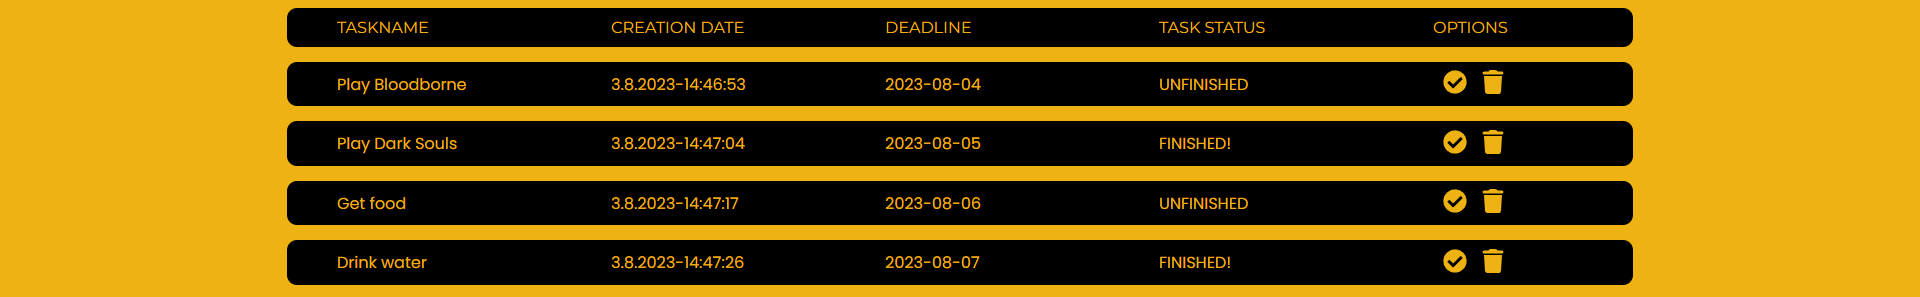 TASKNAME CREATION DATE DEADLINE TASK STATUS OPTIONS
Play Bloodborne 3.8.2023-14:46:53 2023-08-04 UNFINISHED
Play Dark Souls 3.8.2023-14:47:04 2023-08-05 FINISHED!
Get food 3.8.2023-14:47:17 2023-08-06 UNFINISHED
Drink water 3.8.2023-14:47:26 2023-08-07 FINISHED!